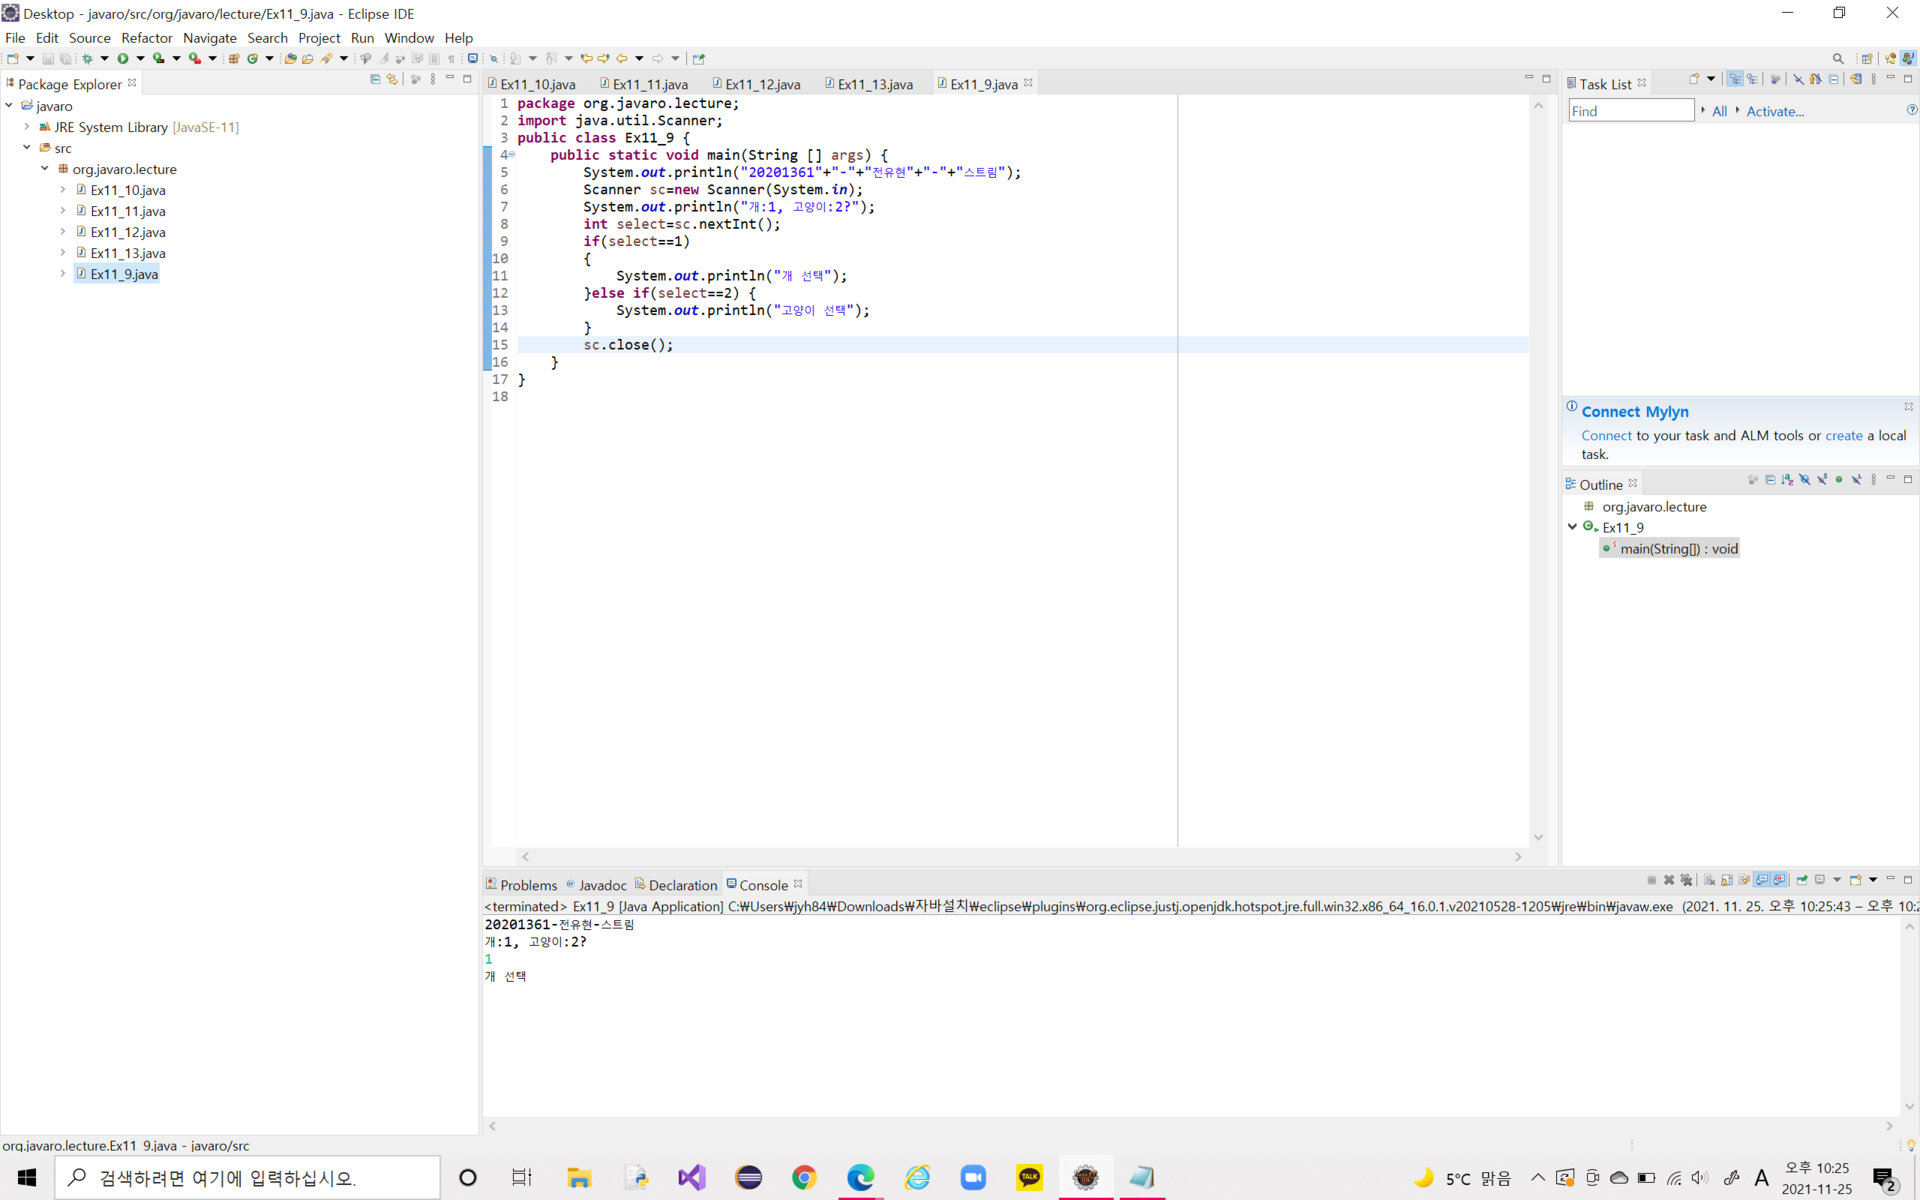 Desktop - javaro/src/org/javaro/lecture/Ex11_9.java - Eclipse IDE
File Edit Source Refactor Navigate Search Project Run Window Help
Package Explorer
javaro
JRE System Library [JavaSE-11]
src
org.javaro.lecture
Ex11_10.java
Ex11_11.java
Ex11_12.java
Ex11_13.java
Ex11_9.java
Ex11_10.java Ex11_11.java Ex11_12.java Ex11_13.java Ex11_9.java
1 package org.javaro.lecture;
2 import java.util.Scanner;
3 public class Ex11_9 {
4 public static void main(String [] args) {
5 System.out.println("20201361"+"-"+"전유현"+"-"+"스트림");
6 Scanner sc=new Scanner(System.in);
7 System.out.println("개:1, 고양이:2?");
8 int select=sc.nextInt();
9 if(select==1)
10 {
11 System.out.println("개 선택");
12 }else if(select==2) {
13 System.out.println("고양이 선택");
14 }
15 sc.close();
16 }
17 }
18
Task List
Find All Activate...
Connect Mylyn
Connect to your task and ALM tools or create a local
task.
Outline
org.javaro.lecture
Ex11_9
main(String[]) : void
Problems Javadoc Declaration Console
<terminated> Ex11_9 [Java Application] C:₩Users₩jyh84₩Downloads₩자바설치₩eclipse₩plugins₩org.eclipse.justj.openjdk.hotspot.jre.full.win32.x86_64_16.0.1.v20210528-1205₩jre₩bin₩javaw.exe (2021. 11. 25. 오후 10:25:43 – 오후 10:2
20201361-전유현-스트림
개:1, 고양이:2?
1
개 선택
org.javaro.lecture.Ex11_9.java - javaro/src
검색하려면 여기에 입력하십시오.
TALK
5°C 맑음
A
오후 10:25
2021-11-25
2